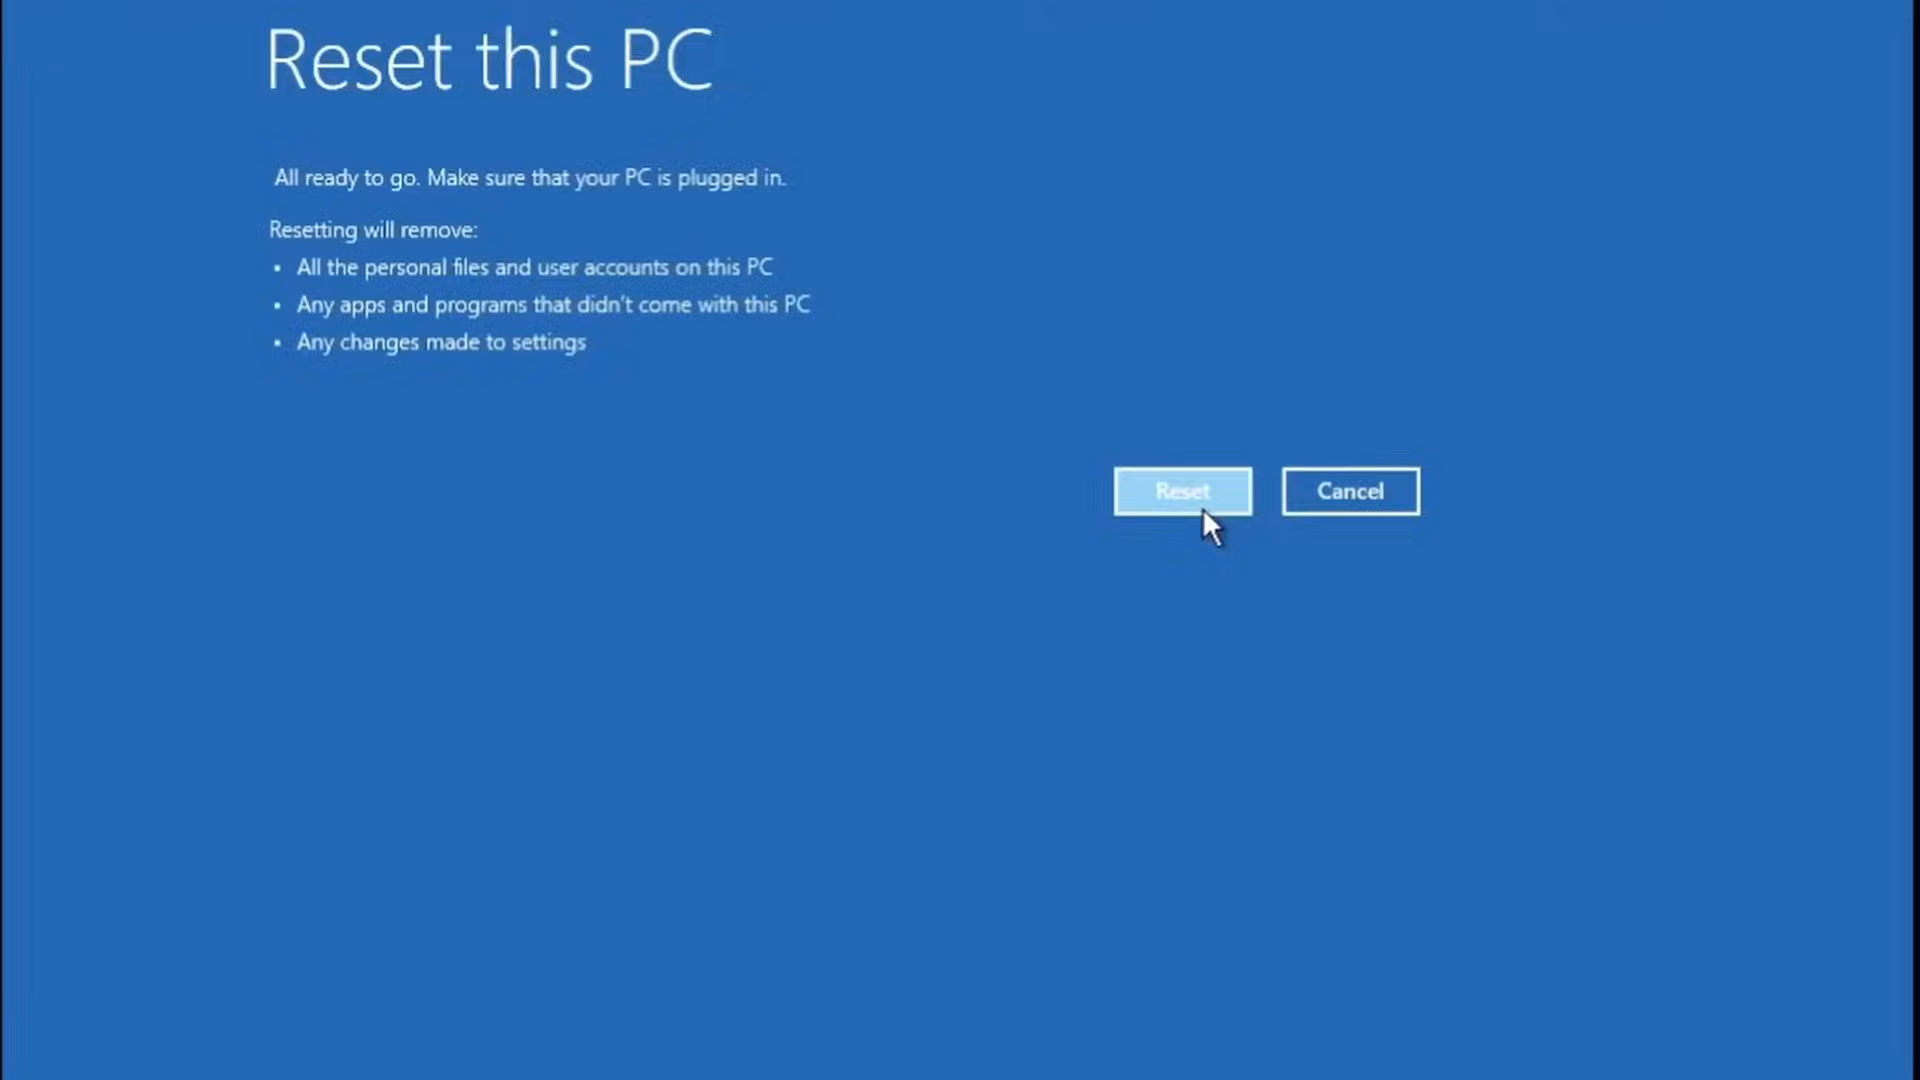 Reset this PC
All ready to go. Make sure that your PC is plugged in.
Resetting will remove:
• All the personal files and user accounts on this PC
• Any apps and programs that didn't come with this PC
• Any changes made to settings
Reset Cancel